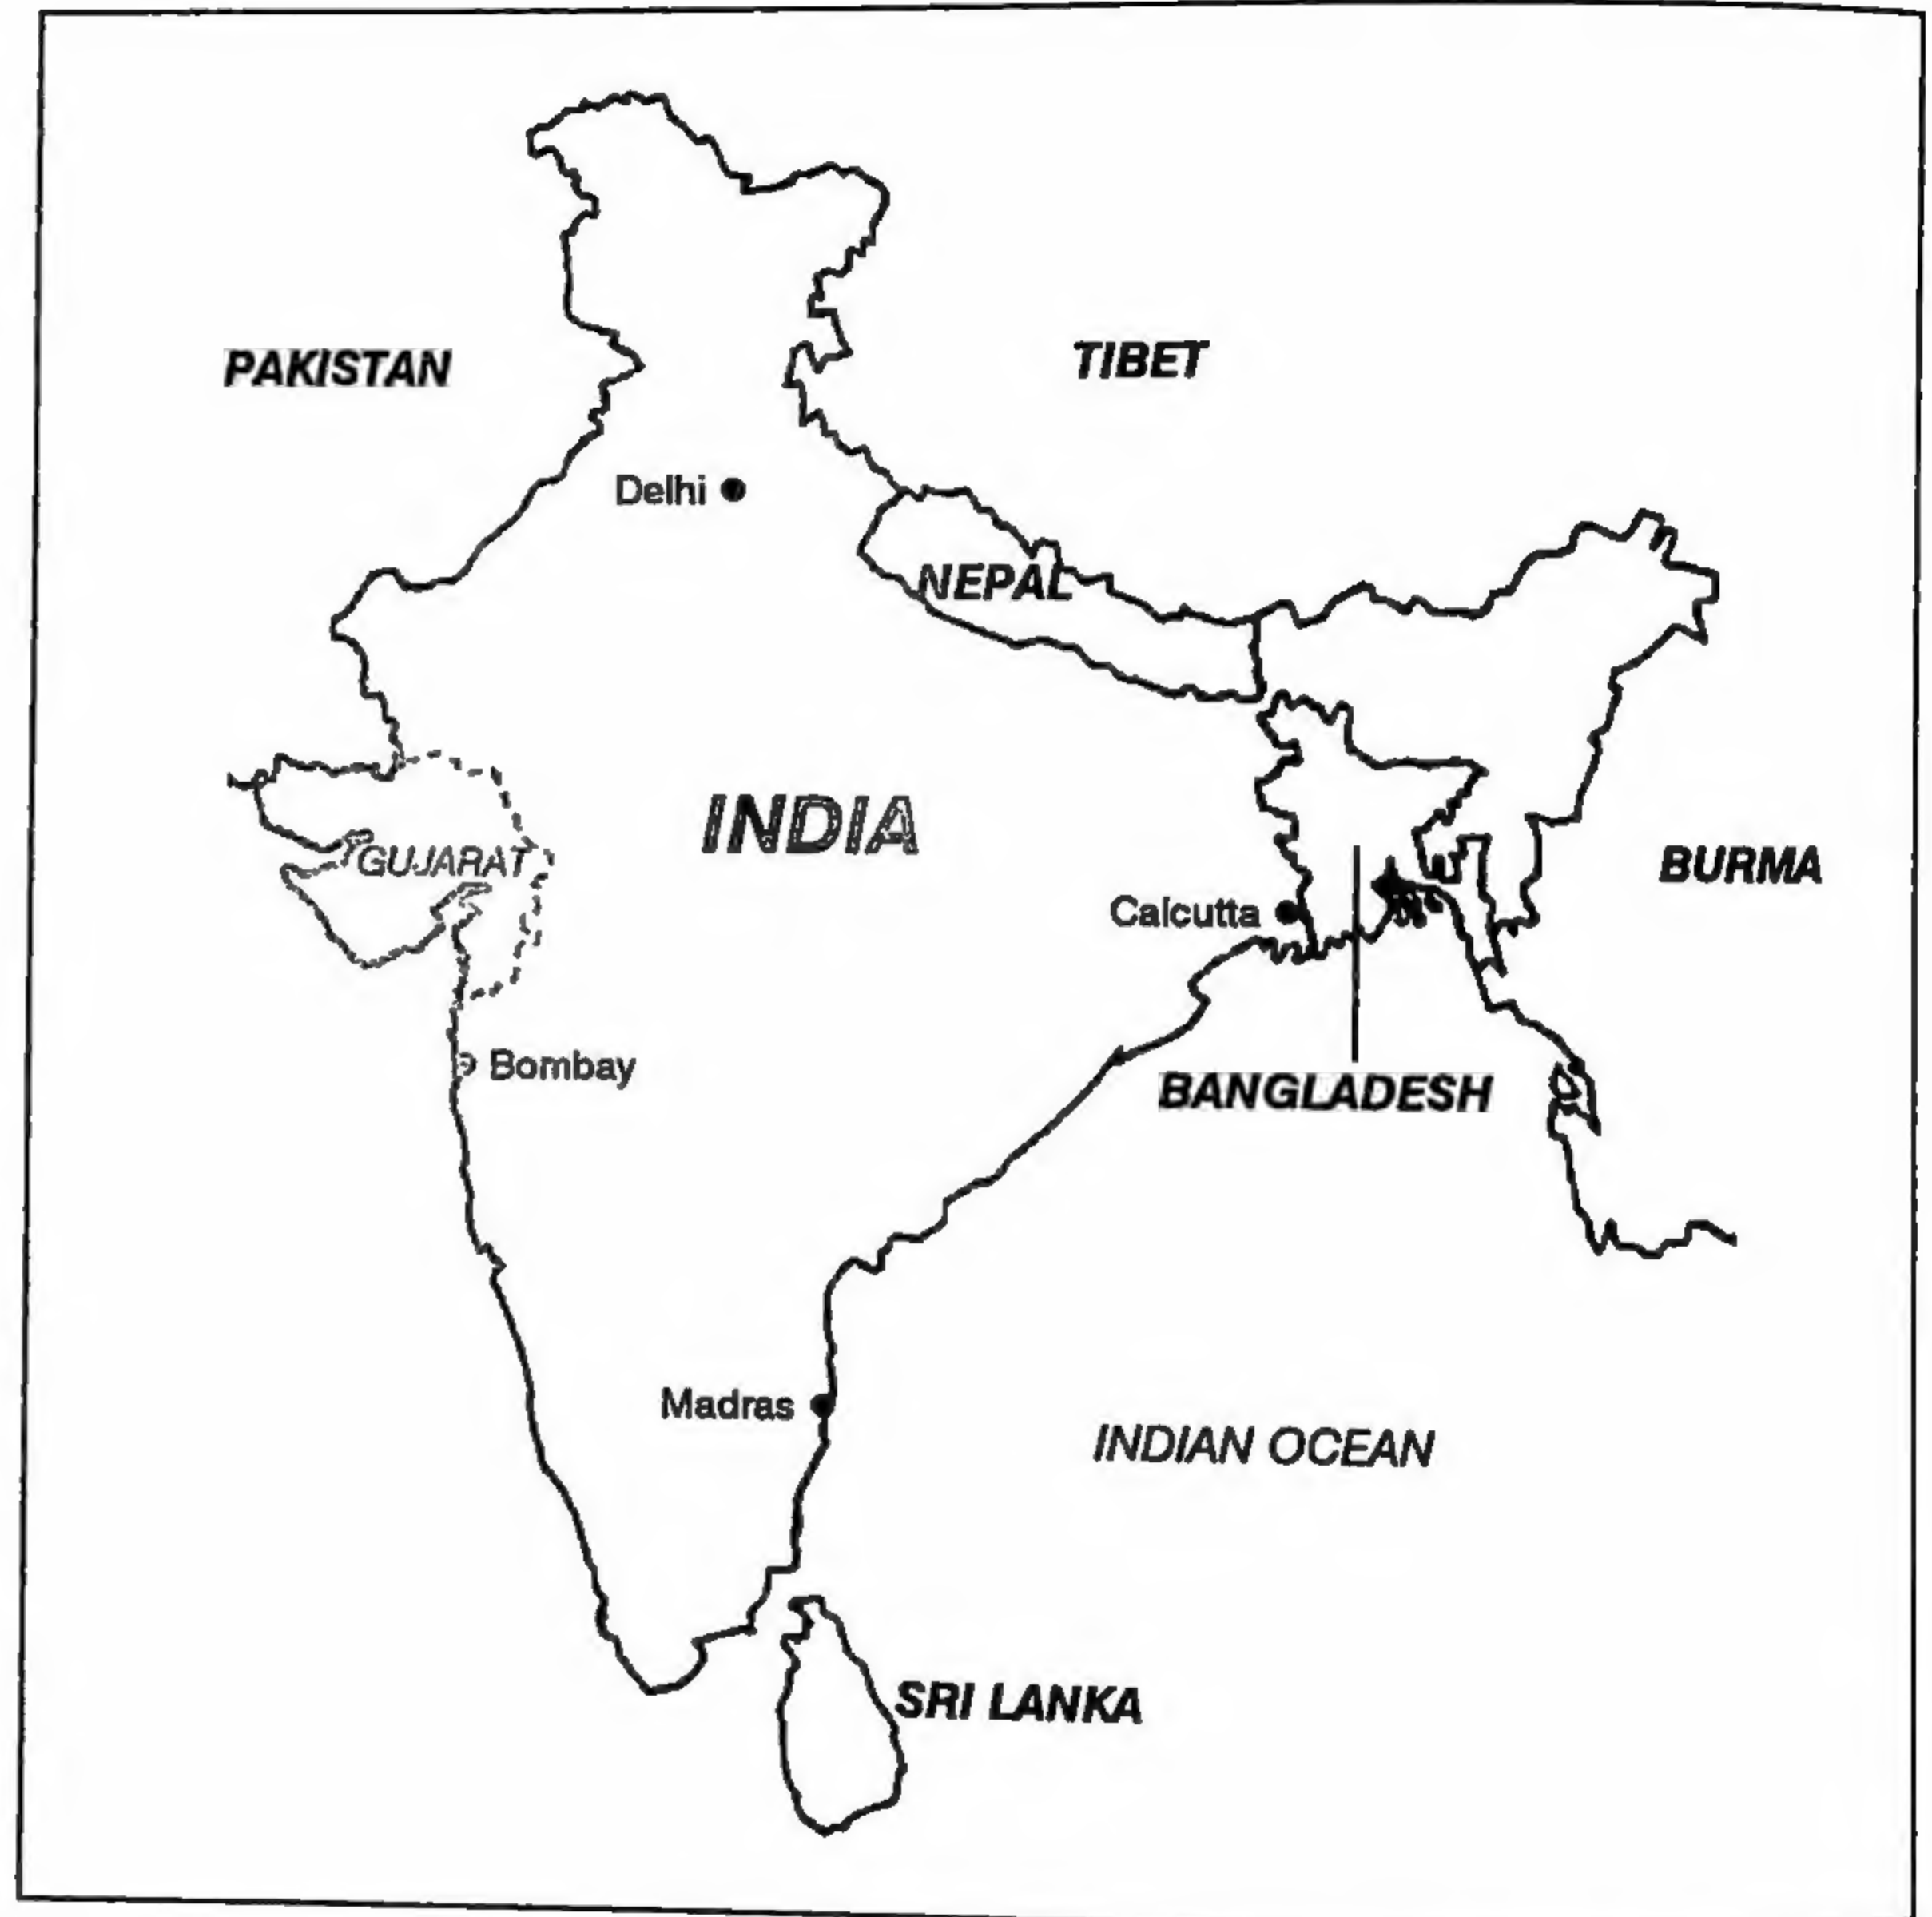 PAKISTAN
TIBET
Delhi
NEPAL
INDIA
GUJARAT
BURMA
Calcutta
Bombay
BANGLADESH
Madras
INDIAN OCEAN
SRI LANKA